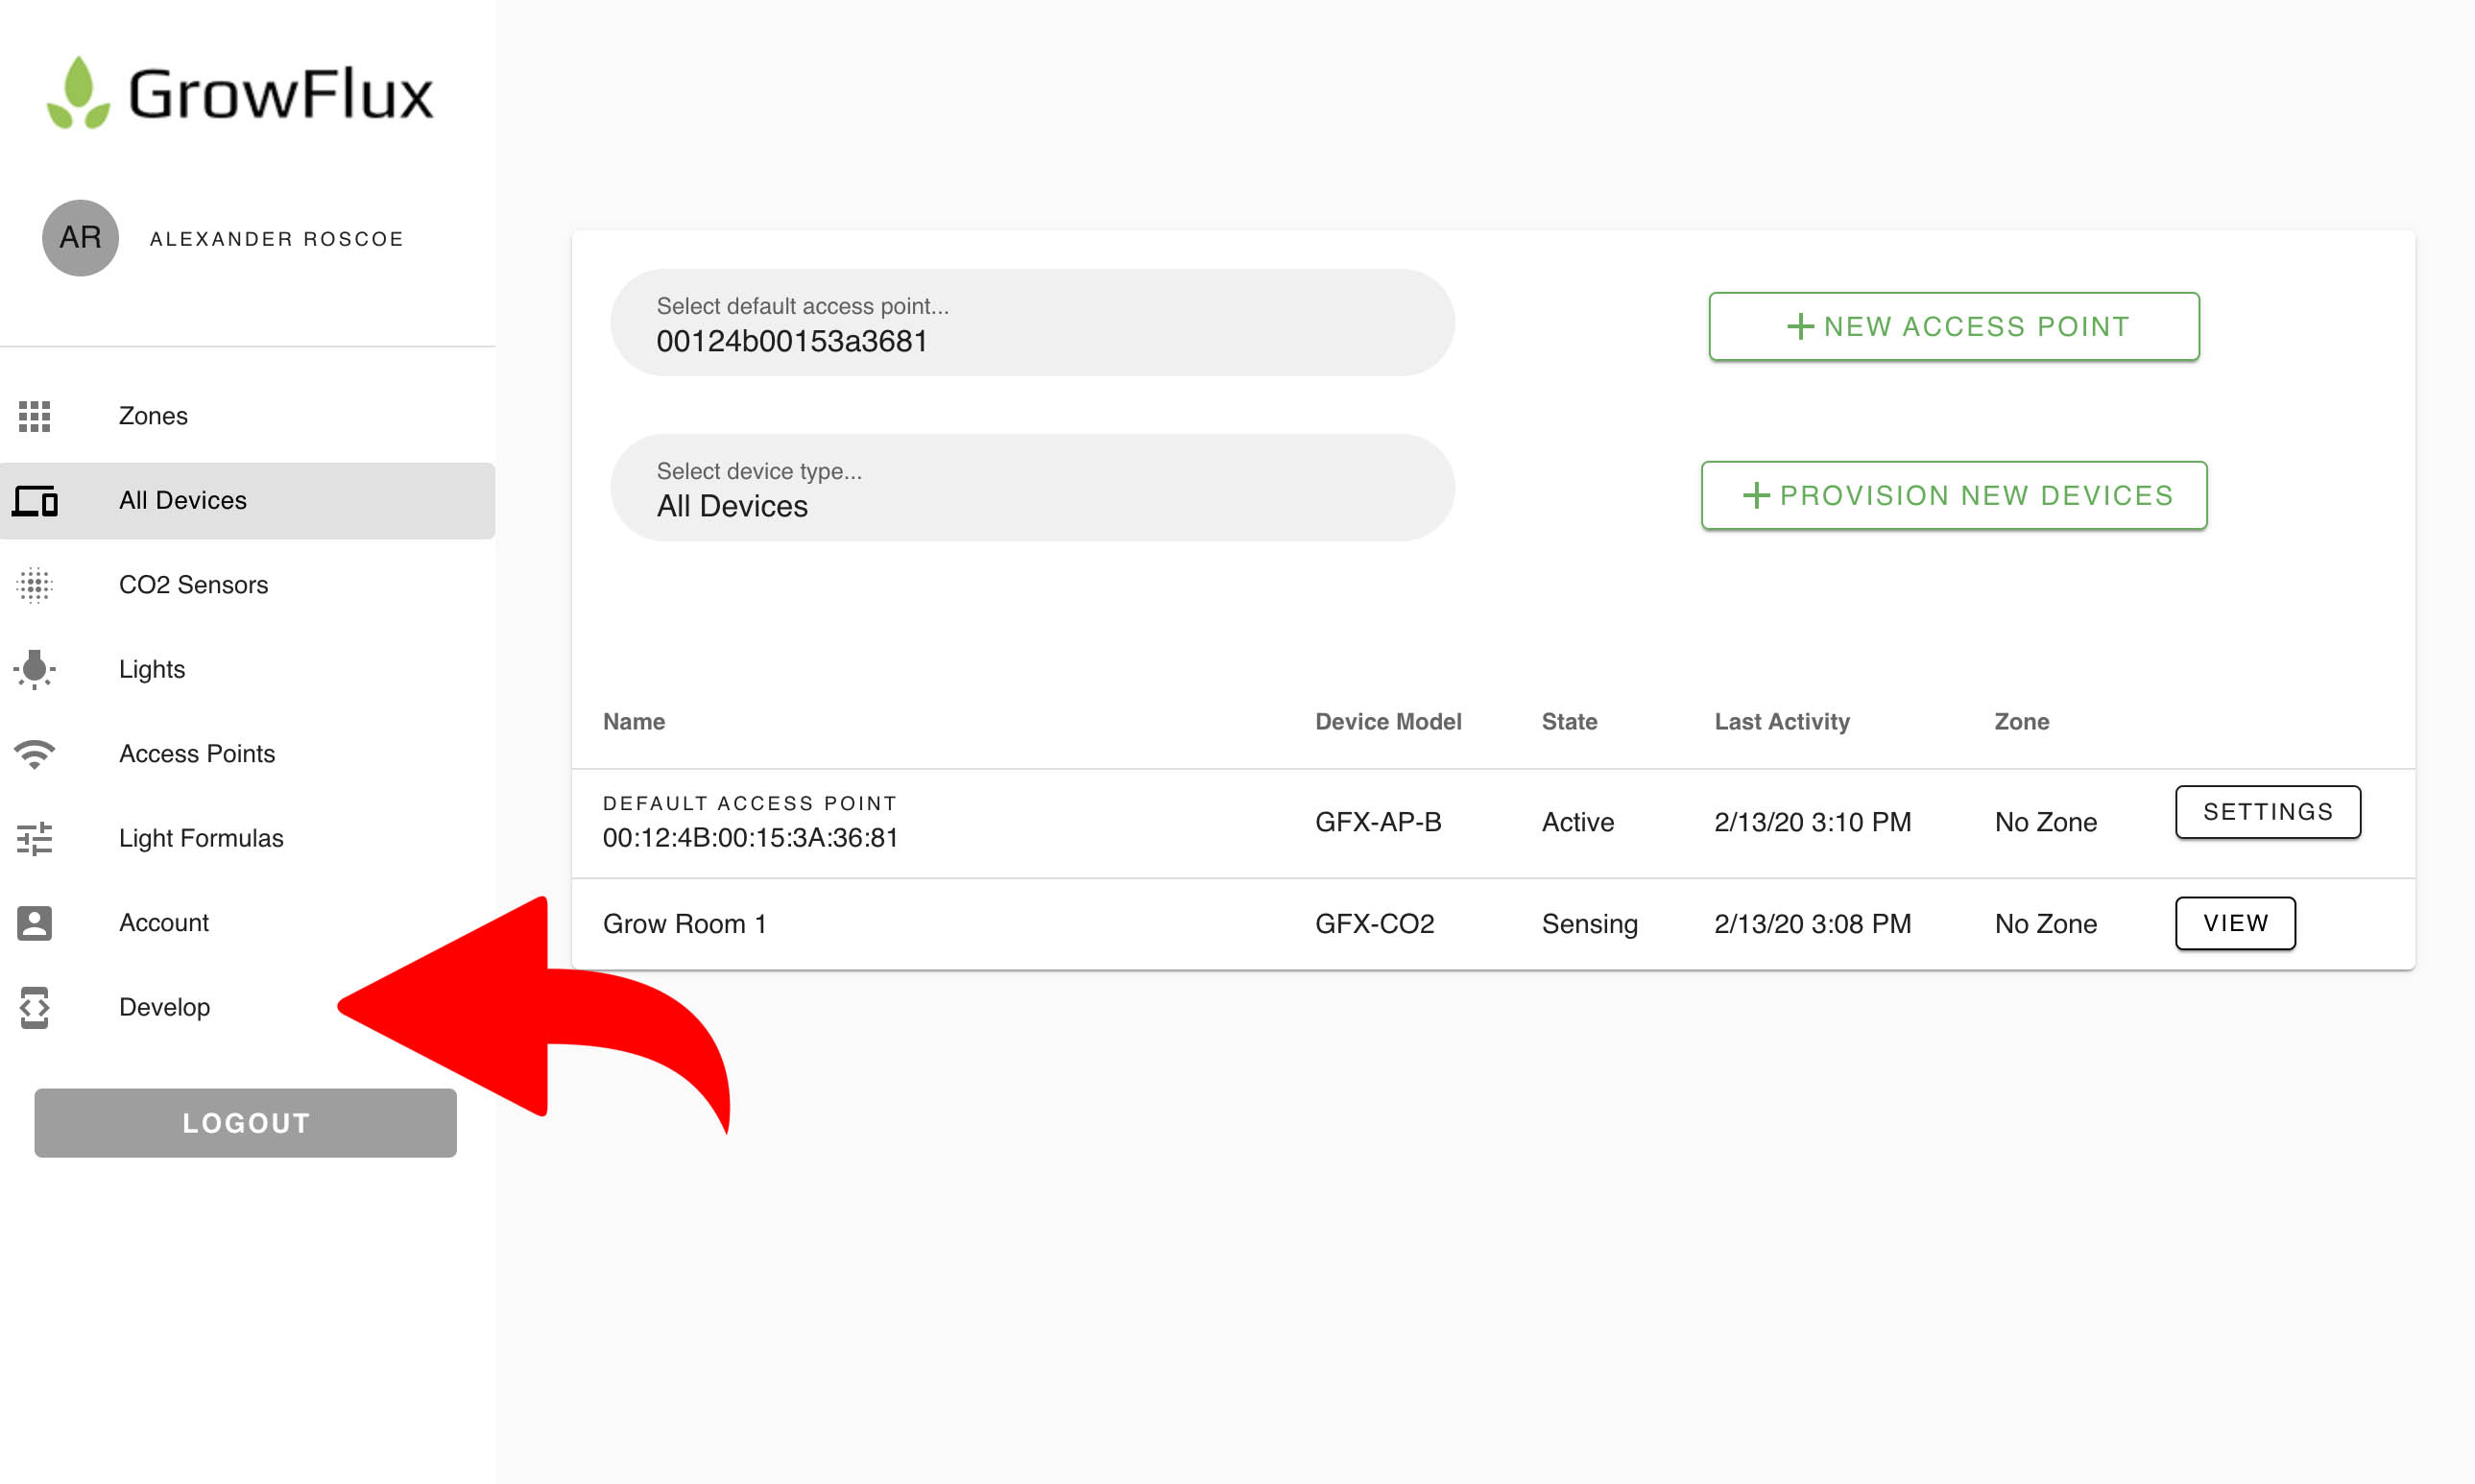 GrowFlux
AR
ALEXANDER ROSCOE
Zones
All Devices
CO2 Sensors
Lights
Access Points
Light Formulas
Account
Develop
LOGOUT
Select default access point...
00124b00153a3681
NEW ACCESS POINT
Select device type...
All Devices
PROVISION NEW DEVICES
Name Device Model State Last Activity Zone
DEFAULT ACCESS POINT
00:12:4B:00:15:3A:36:81 GFX-AP-B Active 2/13/20 3:10 PM No Zone SETTINGS
Grow Room 1 GFX-CO2 Sensing 2/13/20 3:08 PM No Zone VIEW